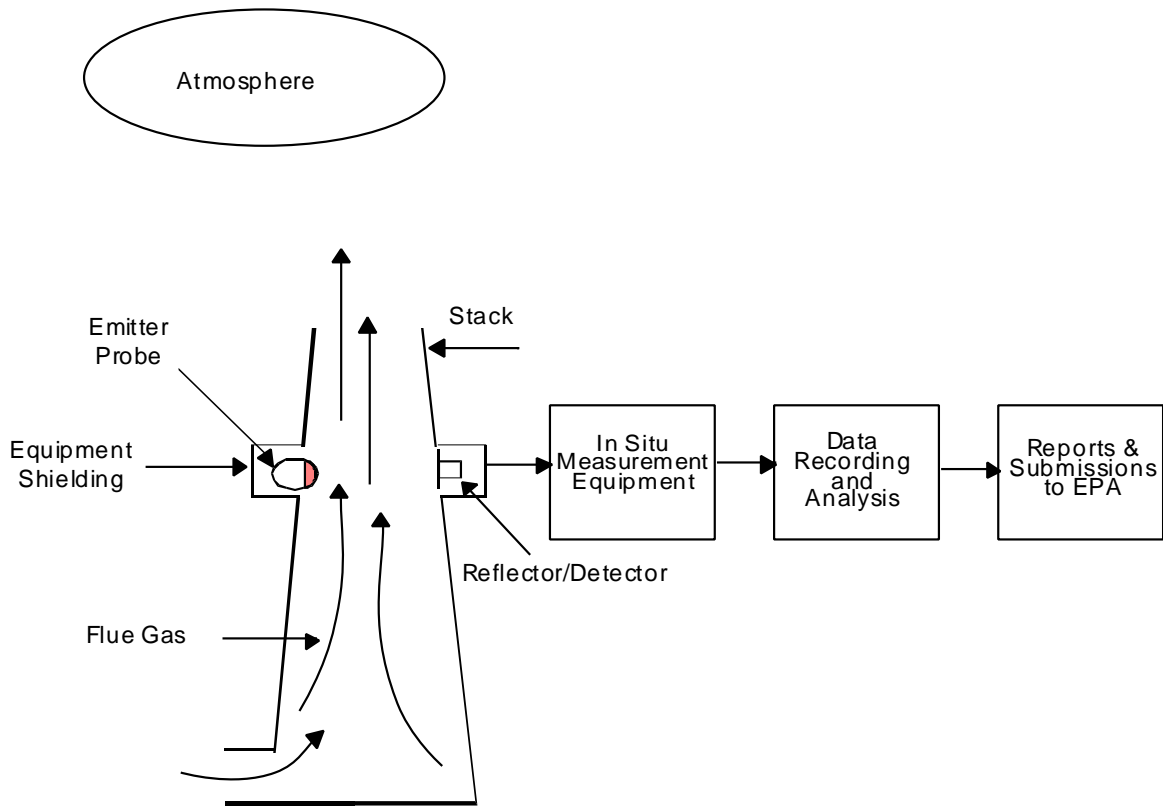 Atmosphere
Emitter
Probe
Stack
Equipment
Shielding
In Situ
Measurement
Equipment
Data
Recording
and
Analysis
Reports &
Submissions
to EPA
Reflector/Detector
Flue Gas